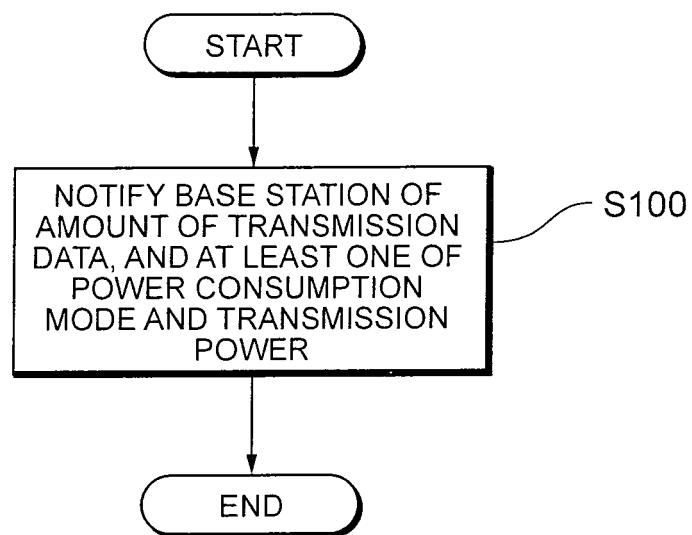 START
NOTIFY BASE STATION OF
AMOUNT OF TRANSMISSION
DATA, AND AT LEAST ONE OF
POWER CONSUMPTION
MODE AND TRANSMISSION
POWER
S100
END